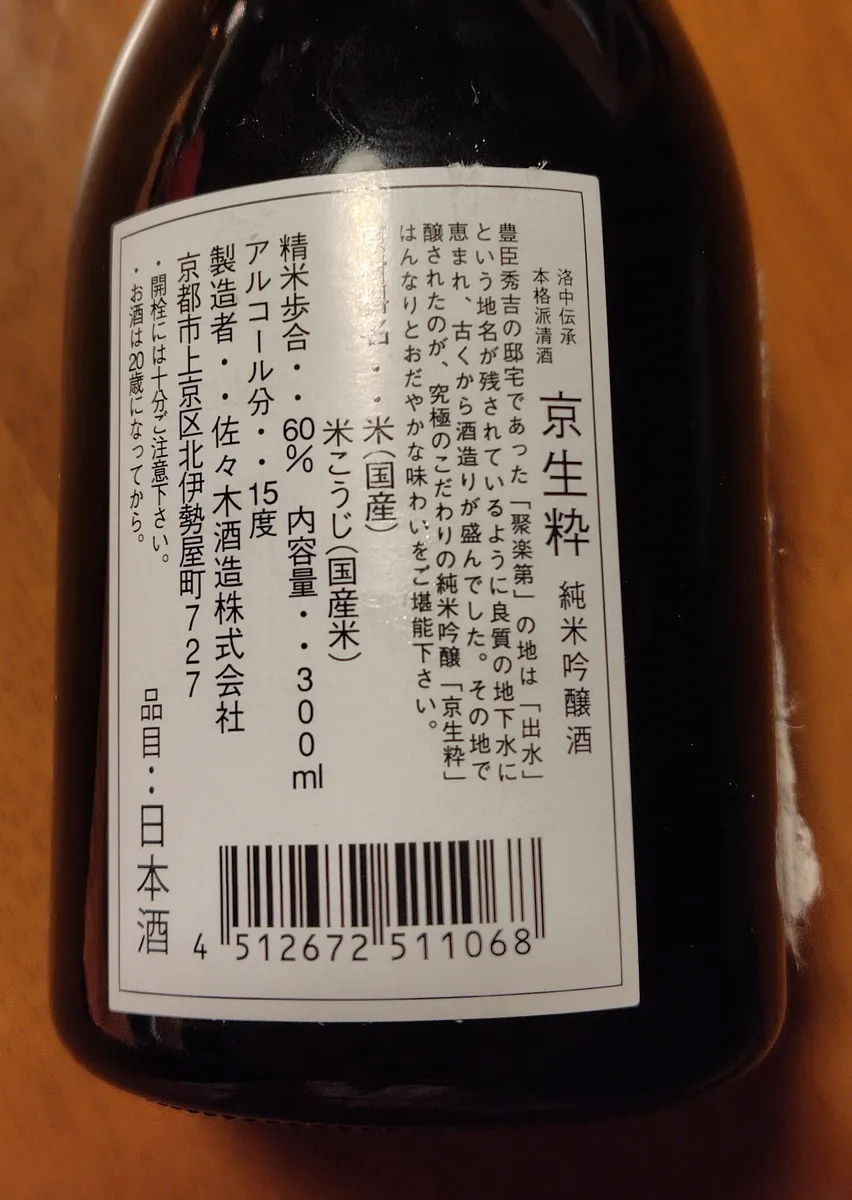 洛中伝承
本格派清酒
京生粋 純米吟醸酒
豊臣秀吉の邸宅であった「聚楽第」の地は「出水」
という地名が残されているように良質の地下水に
恵まれ、古くから酒造りが盛んでした。その地で
醸されたのが、究極のこだわりの純米吟醸「京生粋」
はんなりとおだやかな味わいをご堪能下さい。
原材料名・・米(国産)
米こうじ(国産米)
精米歩合・・60% 内容量・・300ml
アルコール分・・15度
製造者・・佐々木酒造株式会社
京都市上京区北伊勢屋町727
・開栓には十分ご注意下さい。
・お酒は20歳になってから。
品目:日本酒
4 512672 511068